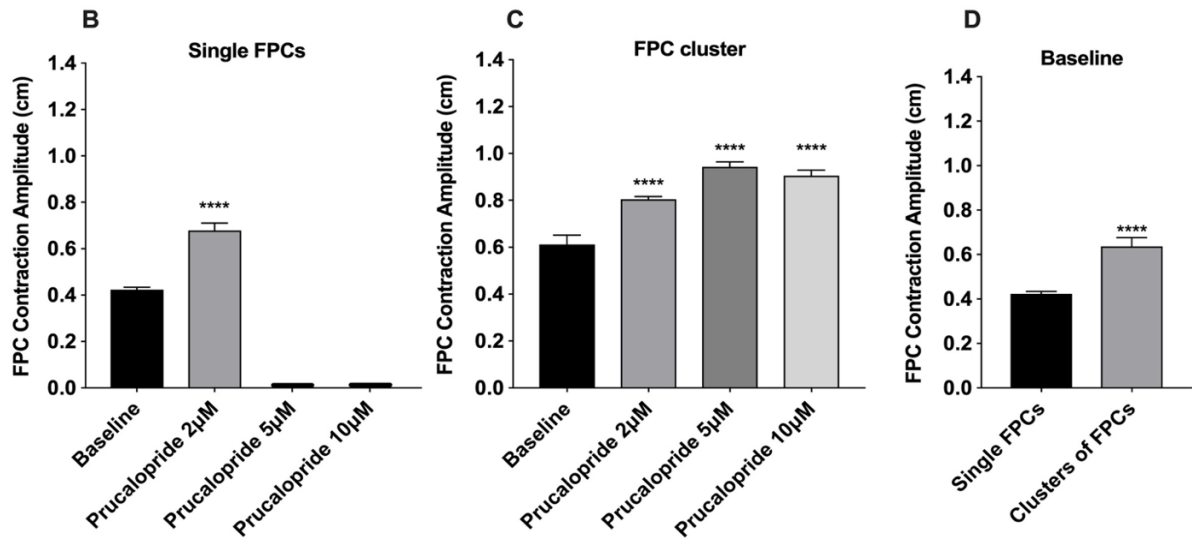 B
Single FPCs
FPC Contraction Amplitude (cm)
1.4
1.2
1.0
0.8
0.6
0.4
0.2
0.0
****
Baseline
Prucalopride 2µM
Prucalopride 5µM
Prucalopride 10µM
C
FPC cluster
FPC Contraction Amplitude (cm)
1.4
1.2
1.0
0.8
0.6
0.4
0.2
0.0
****
****
****
Baseline
Prucalopride 2µM
Prucalopride 5µM
Prucalopride 10µM
D
Baseline
FPC Contraction Amplitude (cm)
1.4
1.2
1.0
0.8
0.6
0.4
0.2
0.0
****
Single FPCs
Clusters of FPCs